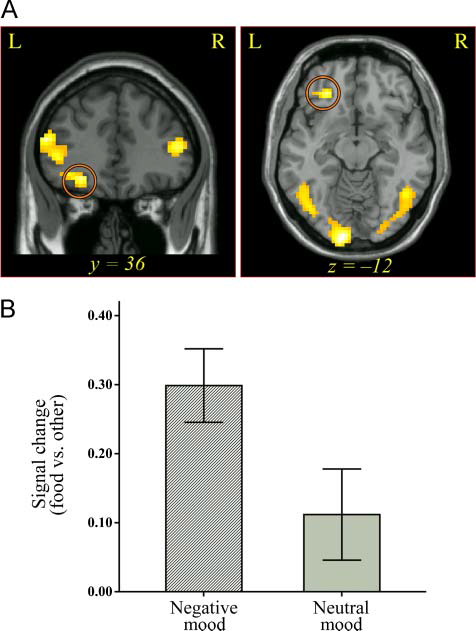 A
L R
L R
y = 36
z = –12
B
Signal change
(food vs. other)
0.40
0.30
0.20
0.10
0.00
Negative
mood
Neutral
mood